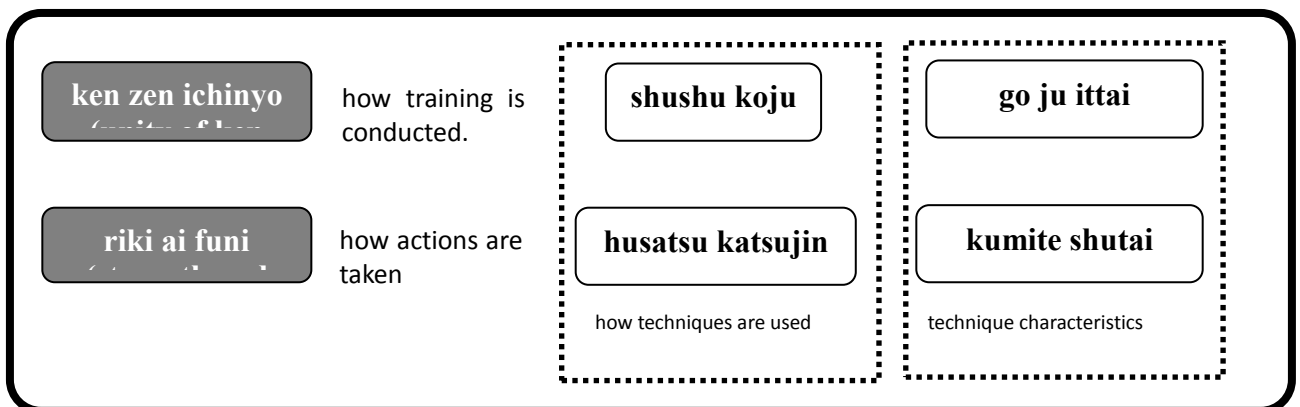 ken zen ichinyo
how training is
conducted.
riki ai funi
how actions are
taken
shushu koju
husatsu katsujin
how techniques are used
go ju ittai
kumite shutai
technique characteristics